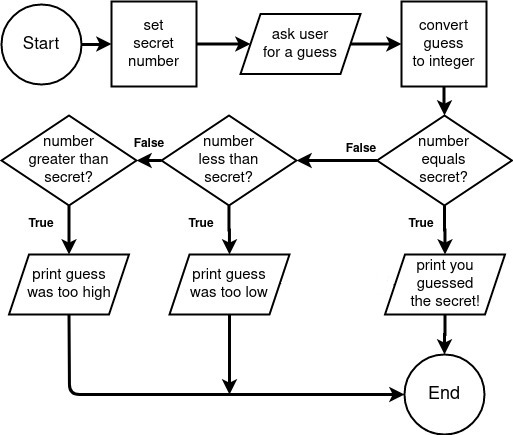 Start
set
secret
number
ask user
for a guess
convert
guess
to integer
number
equals
secret?
False
number
less than
secret?
False
number
greater than
secret?
True
True
True
print guess
was too high
print guess
was too low
print you
guessed
the secret!
End